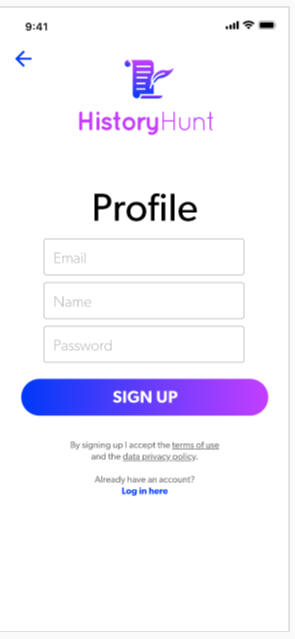 9:41
HistoryHunt
Profile
Email
Name
Password
SIGN UP
By signing up I accept the terms of use
and the data privacy policy.
Already have an account?
Log in here